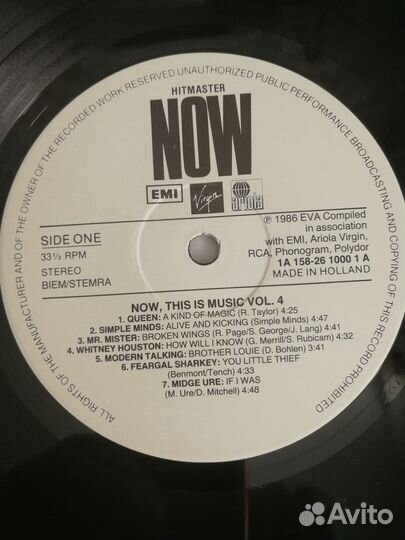 ALL RIGHTS OF THE MANUFACTURER AND OF THE OWNER OF THE RECORDED WORK RESERVED UNAUTHORIZED PUBLIC PERFORMANCE BROADCASTING AND COPYING OF THIS RECORD PROHIBITED
HITMASTER
NOW
EMI
Virgin
ariola
SIDE ONE
33⅓ RPM
STEREO
BIEM/STEMRA
℗ 1986 EVA Compiled
in association
with EMI, Ariola Virgin,
RCA, Phonogram, Polydor
1A 158-26 1000 1 A
MADE IN HOLLAND
NOW, THIS IS MUSIC VOL. 4
1. QUEEN: A KIND OF MAGIC (R. Taylor) 4:25
2. SIMPLE MINDS: ALIVE AND KICKING (Simple Minds) 4:47
3. MR. MISTER: BROKEN WINGS (R. Page/S. George/J. Lang) 4:40
4. WHITNEY HOUSTON: HOW WILL I KNOW (G. Merrill/S. Rubicam) 3:32
5. MODERN TALKING: BROTHER LOUIE (D. Bohlen) 3:40
6. FEARGAL SHARKEY: YOU LITTLE THIEF
(Benmont/Tench) 3:33
7. MIDGE URE: IF I WAS
(M. Ure/D. Mitchell) 4:48
Avito